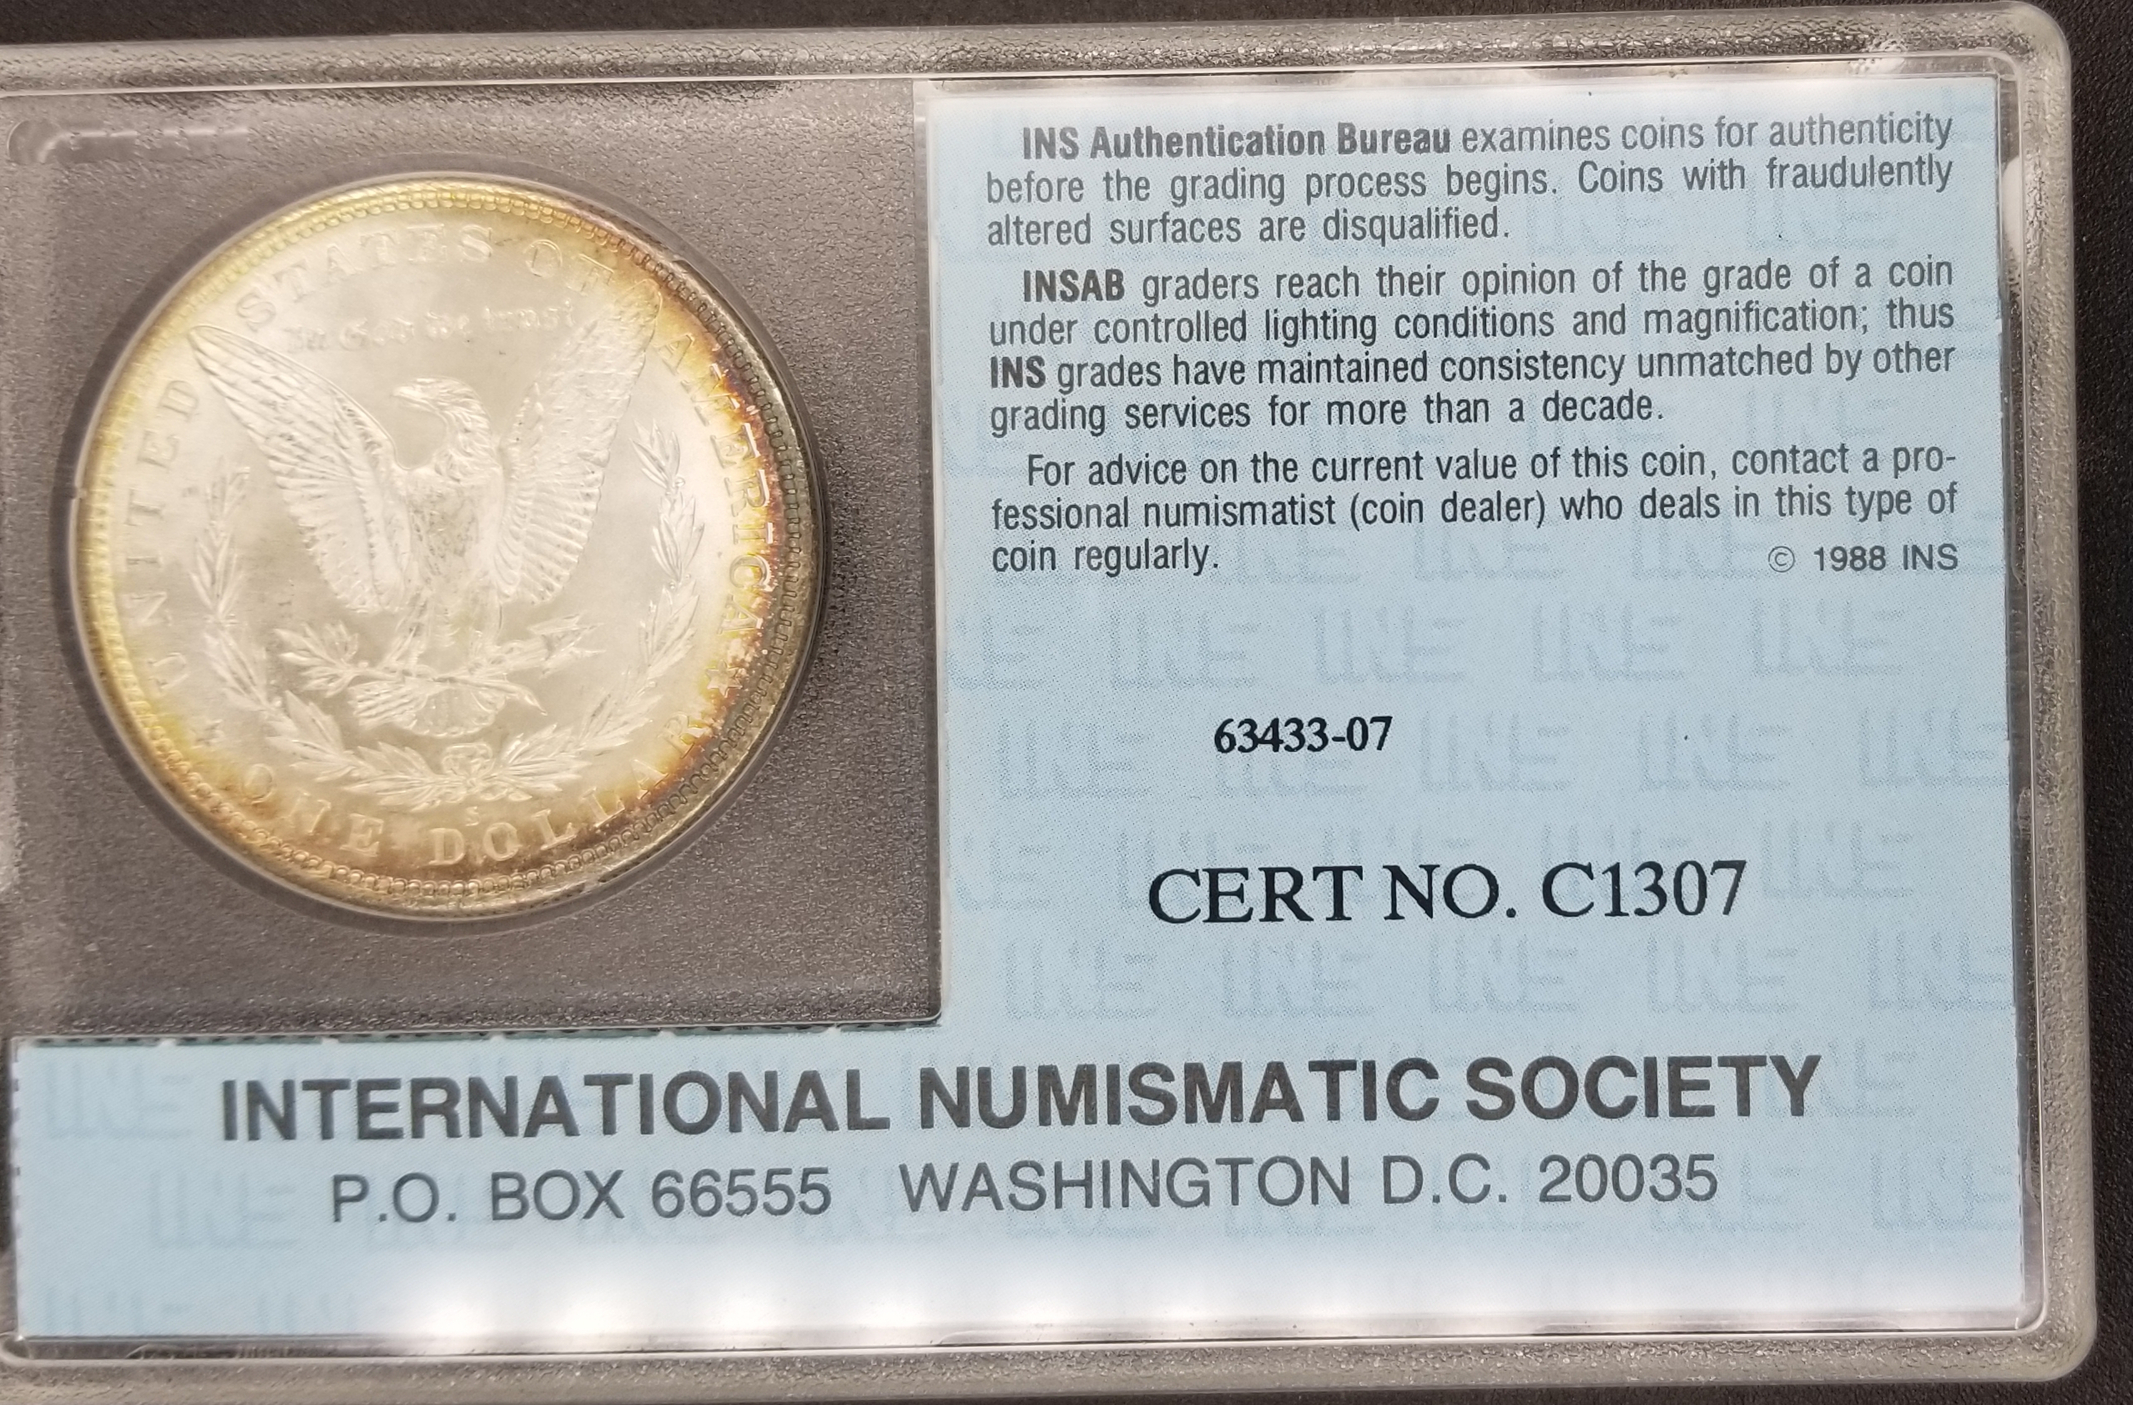 UNITED STATES OF AMERICA
In God we trust
S
ONE DOLLAR
INS Authentication Bureau examines coins for authenticity
before the grading process begins. Coins with fraudulently
altered surfaces are disqualified.
INSAB graders reach their opinion of the grade of a coin
under controlled lighting conditions and magnification; thus
INS grades have maintained consistency unmatched by other
grading services for more than a decade.
For advice on the current value of this coin, contact a pro-
fessional numismatist (coin dealer) who deals in this type of
coin regularly.
© 1988 INS
63433-07
CERT NO. C1307
INTERNATIONAL NUMISMATIC SOCIETY
P.O. BOX 66555 WASHINGTON D.C. 20035